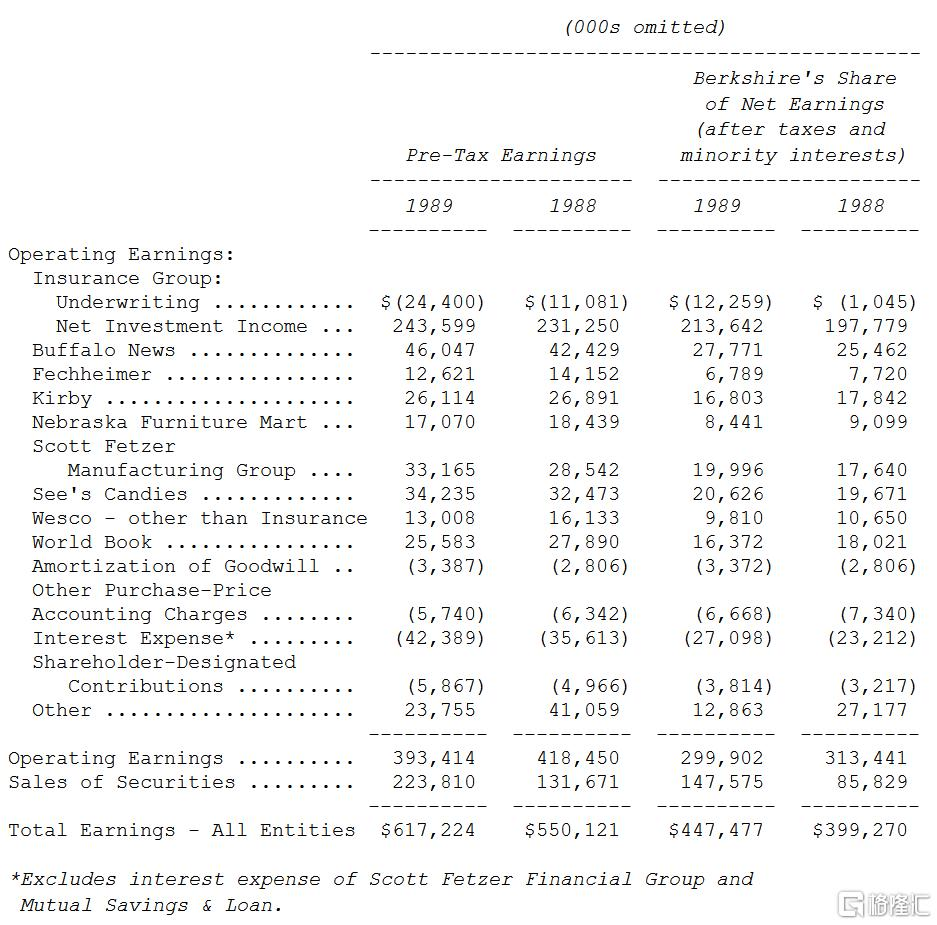 (000s omitted)
----------------------------------------------
Berkshire's Share
of Net Earnings
(after taxes and
Pre-Tax Earnings minority interests)
---------------------- ----------------------
1989 1988 1989 1988
---------- ---------- ---------- ----------
Operating Earnings:
Insurance Group:
Underwriting ............ $(24,400) $(11,081) $(12,259) $ (1,045)
Net Investment Income ... 243,599 231,250 213,642 197,779
Buffalo News .............. 46,047 42,429 27,771 25,462
Fechheimer ................ 12,621 14,152 6,789 7,720
Kirby ..................... 26,114 26,891 16,803 17,842
Nebraska Furniture Mart ... 17,070 18,439 8,441 9,099
Scott Fetzer
Manufacturing Group .... 33,165 28,542 19,996 17,640
See's Candies ............. 34,235 32,473 20,626 19,671
Wesco - other than Insurance 13,008 16,133 9,810 10,650
World Book ................ 25,583 27,890 16,372 18,021
Amortization of Goodwill .. (3,387) (2,806) (3,372) (2,806)
Other Purchase-Price
Accounting Charges ........ (5,740) (6,342) (6,668) (7,340)
Interest Expense* ......... (42,389) (35,613) (27,098) (23,212)
Shareholder-Designated
Contributions .......... (5,867) (4,966) (3,814) (3,217)
Other ..................... 23,755 41,059 12,863 27,177
---------- ---------- ---------- ----------
Operating Earnings .......... 393,414 418,450 299,902 313,441
Sales of Securities ......... 223,810 131,671 147,575 85,829
---------- ---------- ---------- ----------
Total Earnings - All Entities $617,224 $550,121 $447,477 $399,270
*Excludes interest expense of Scott Fetzer Financial Group and
Mutual Savings & Loan.
格隆汇